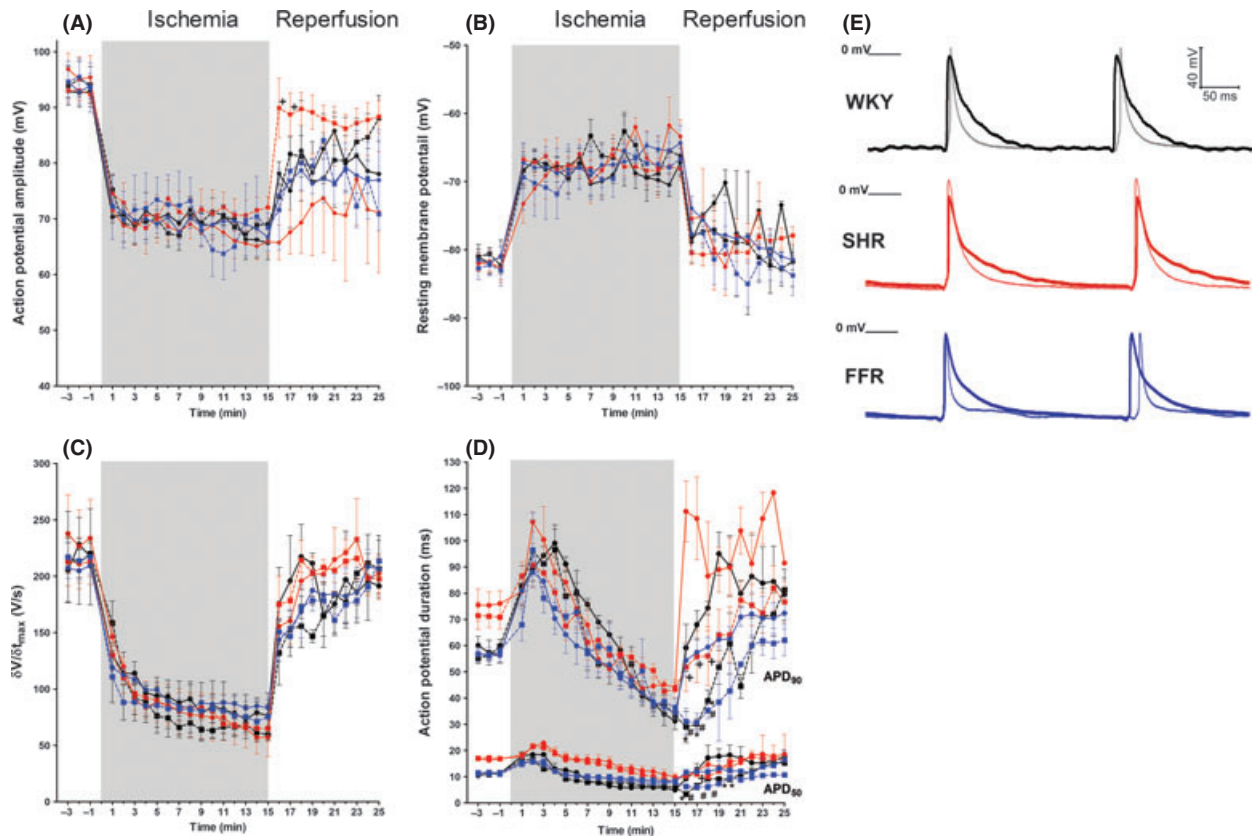 (A) Ischemia Reperfusion
Action potential amplitude (mV)
100
90
80
70
60
50
40
–3 –1 1 3 5 7 9 11 13 15 17 19 21 23 25
Time (min)
+ +
(B) Ischemia Reperfusion
Resting membrane potentail (mV)
–50
–60
–70
–80
–90
–100
–3 –1 1 3 5 7 9 11 13 15 17 19 21 23 25
Time (min)
(E)
0 mV
WKY
40 mV
50 ms
0 mV
SHR
0 mV
FFR
(C)
δV/δtmax (V/s)
300
250
200
150
100
50
0
–3 –1 1 3 5 7 9 11 13 15 17 19 21 23 25
Time (min)
(D)
Action potential duration (ms)
130
120
110
100
90
80
70
60
50
40
30
20
10
0
APD90
APD50
–3 –1 1 3 5 7 9 11 13 15 17 19 21 23 25
Time (min)